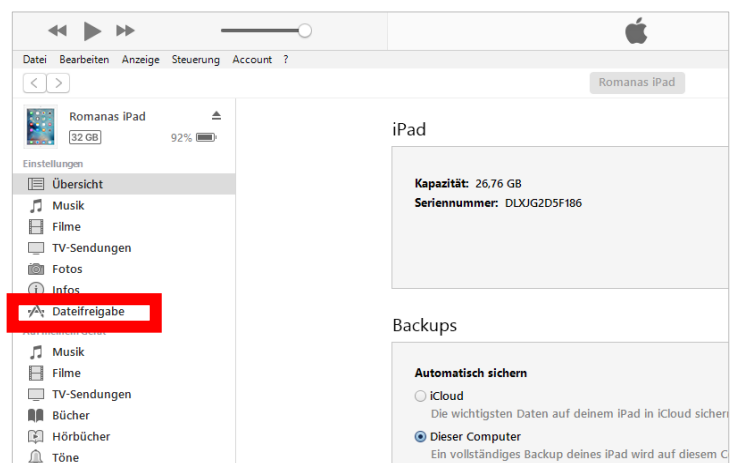 Datei Bearbeiten Anzeige Steuerung Account ?
< >
Romanas iPad
Romanas iPad
32 GB 92%
Einstellungen
Übersicht
Musik
Filme
TV-Sendungen
Fotos
Infos
Dateifreigabe
Musik
Filme
TV-Sendungen
Bücher
Hörbücher
Töne
iPad
Kapazität: 26,76 GB
Seriennummer: DLXJG2D5F186
Backups
Automatisch sichern
iCloud
Die wichtigsten Daten auf deinem iPad in iCloud
Dieser Computer
Ein vollständiges Backup deines iPad wird auf diesem